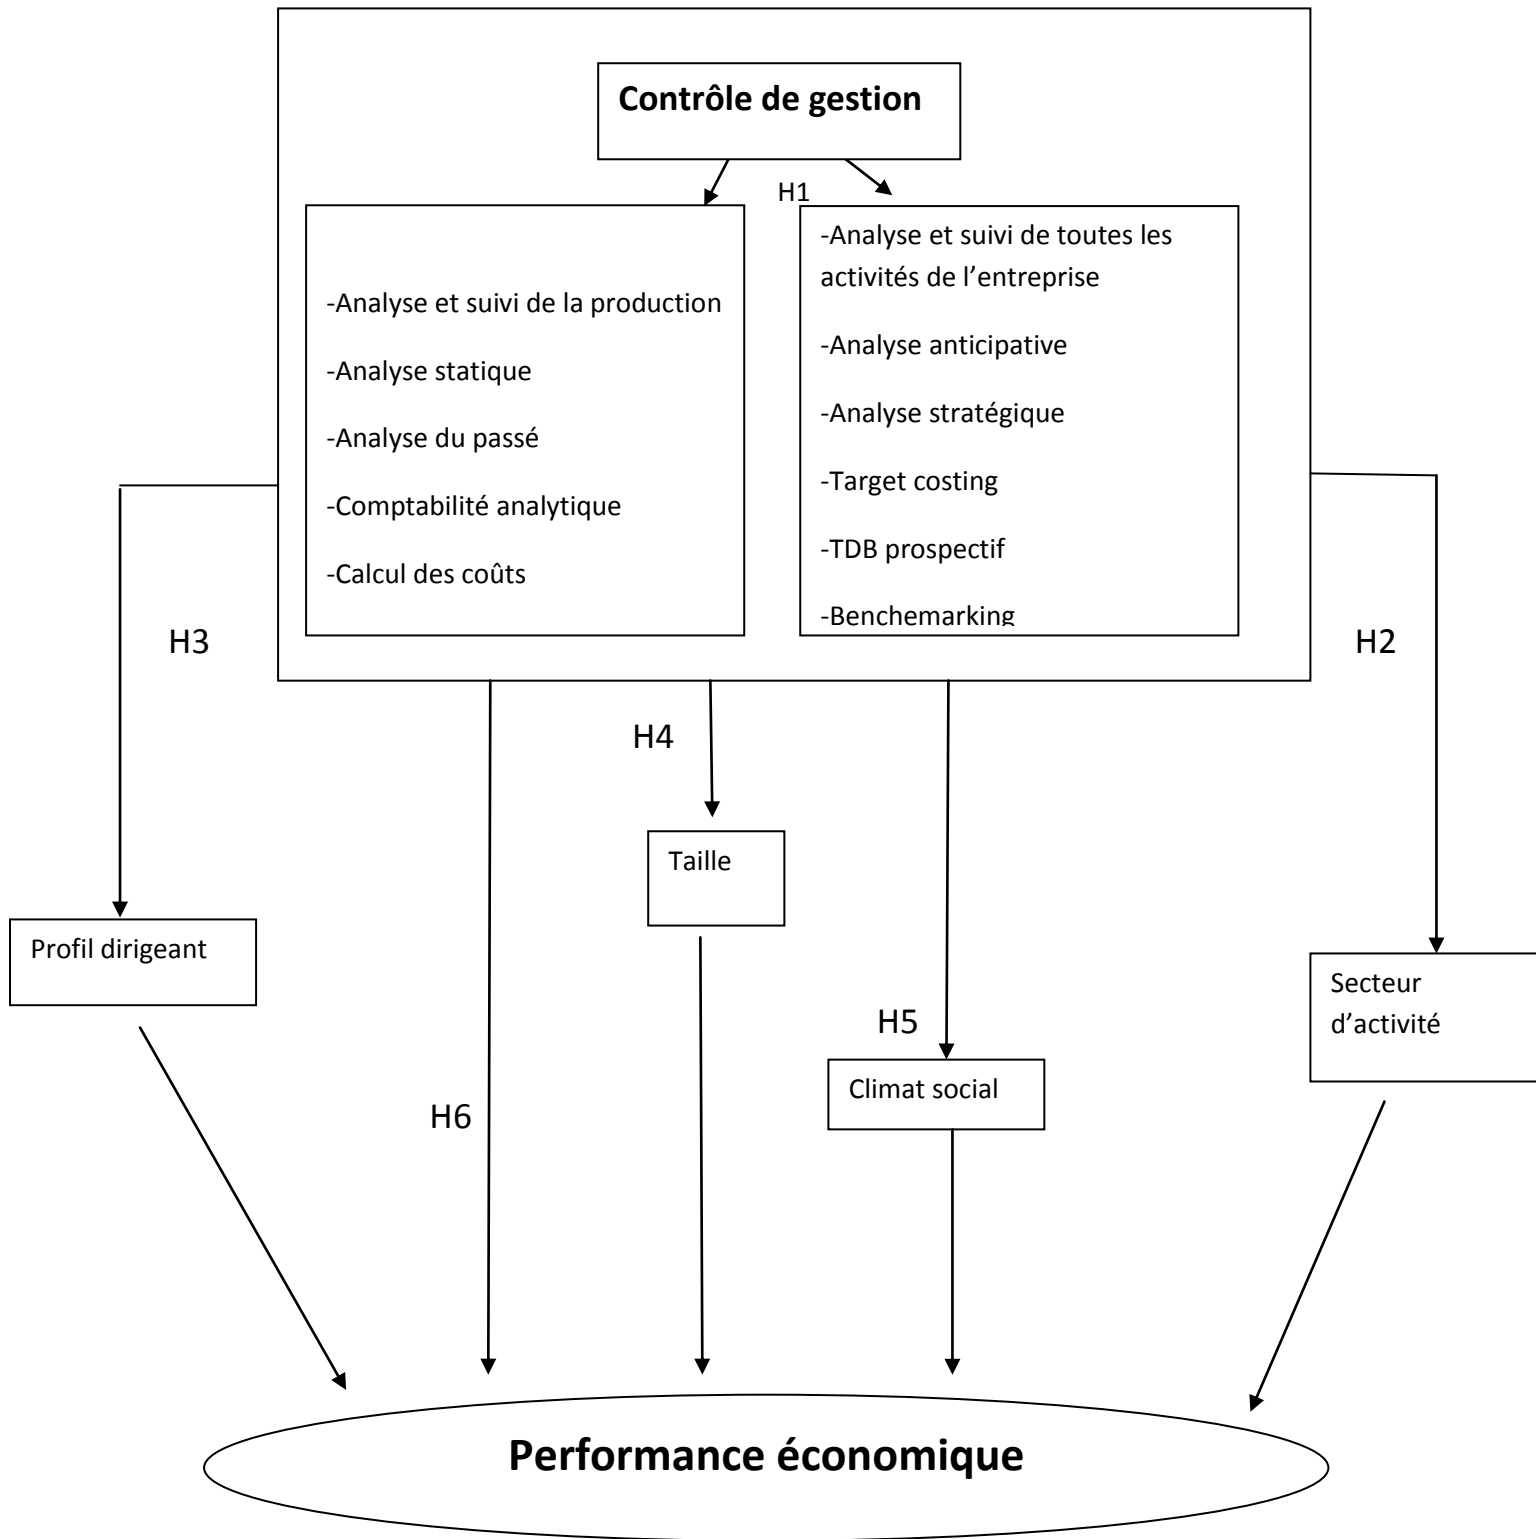 Contrôle de gestion
H1
-Analyse et suivi de la production
-Analyse statique
-Analyse du passé
-Comptabilité analytique
-Calcul des coûts
-Analyse et suivi de toutes les
activités de l’entreprise
-Analyse anticipative
-Analyse stratégique
-Target costing
-TDB prospectif
-Benchemarking
H3
H2
H4
Taille
Profil dirigeant
Secteur
d’activité
H5
Climat social
H6
Performance économique